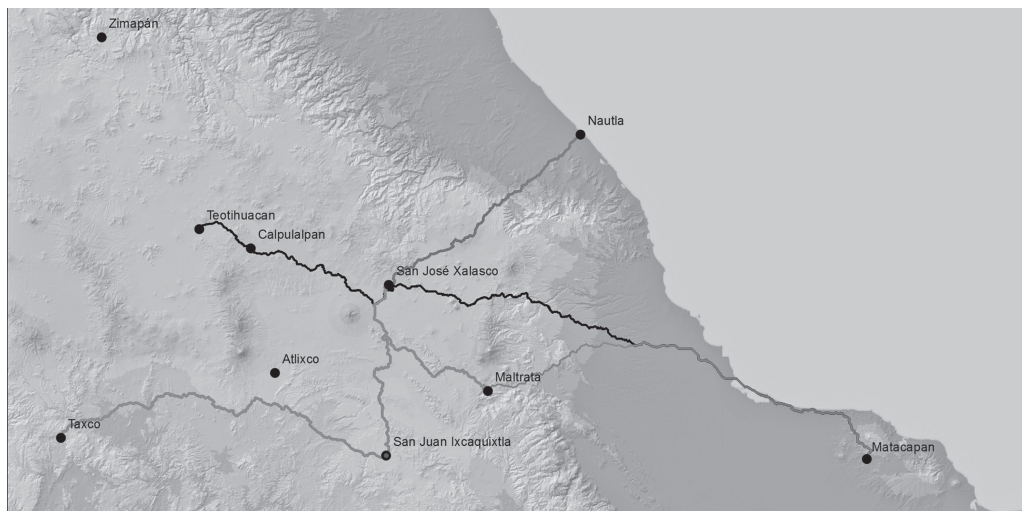 Zimapán
Nautla
Teotihuacan
Calpulalpan
San José Xalasco
Atlixco
Maltrata
Taxco
San Juan Ixcaquixtla
Matacapan